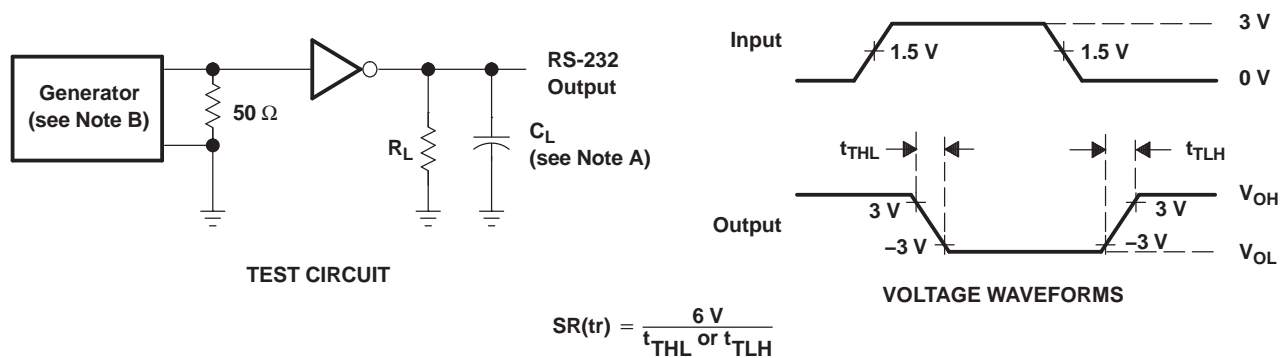 Generator
(see Note B)
50 Ω
RS-232
Output
RL
CL
(see Note A)
TEST CIRCUIT
Input
3 V
1.5 V
1.5 V
0 V
tTHL
tTLH
Output
3 V
3 V
VOH
–3 V
–3 V
VOL
VOLTAGE WAVEFORMS
SR(tr) = 6 V / tTHL or tTLH